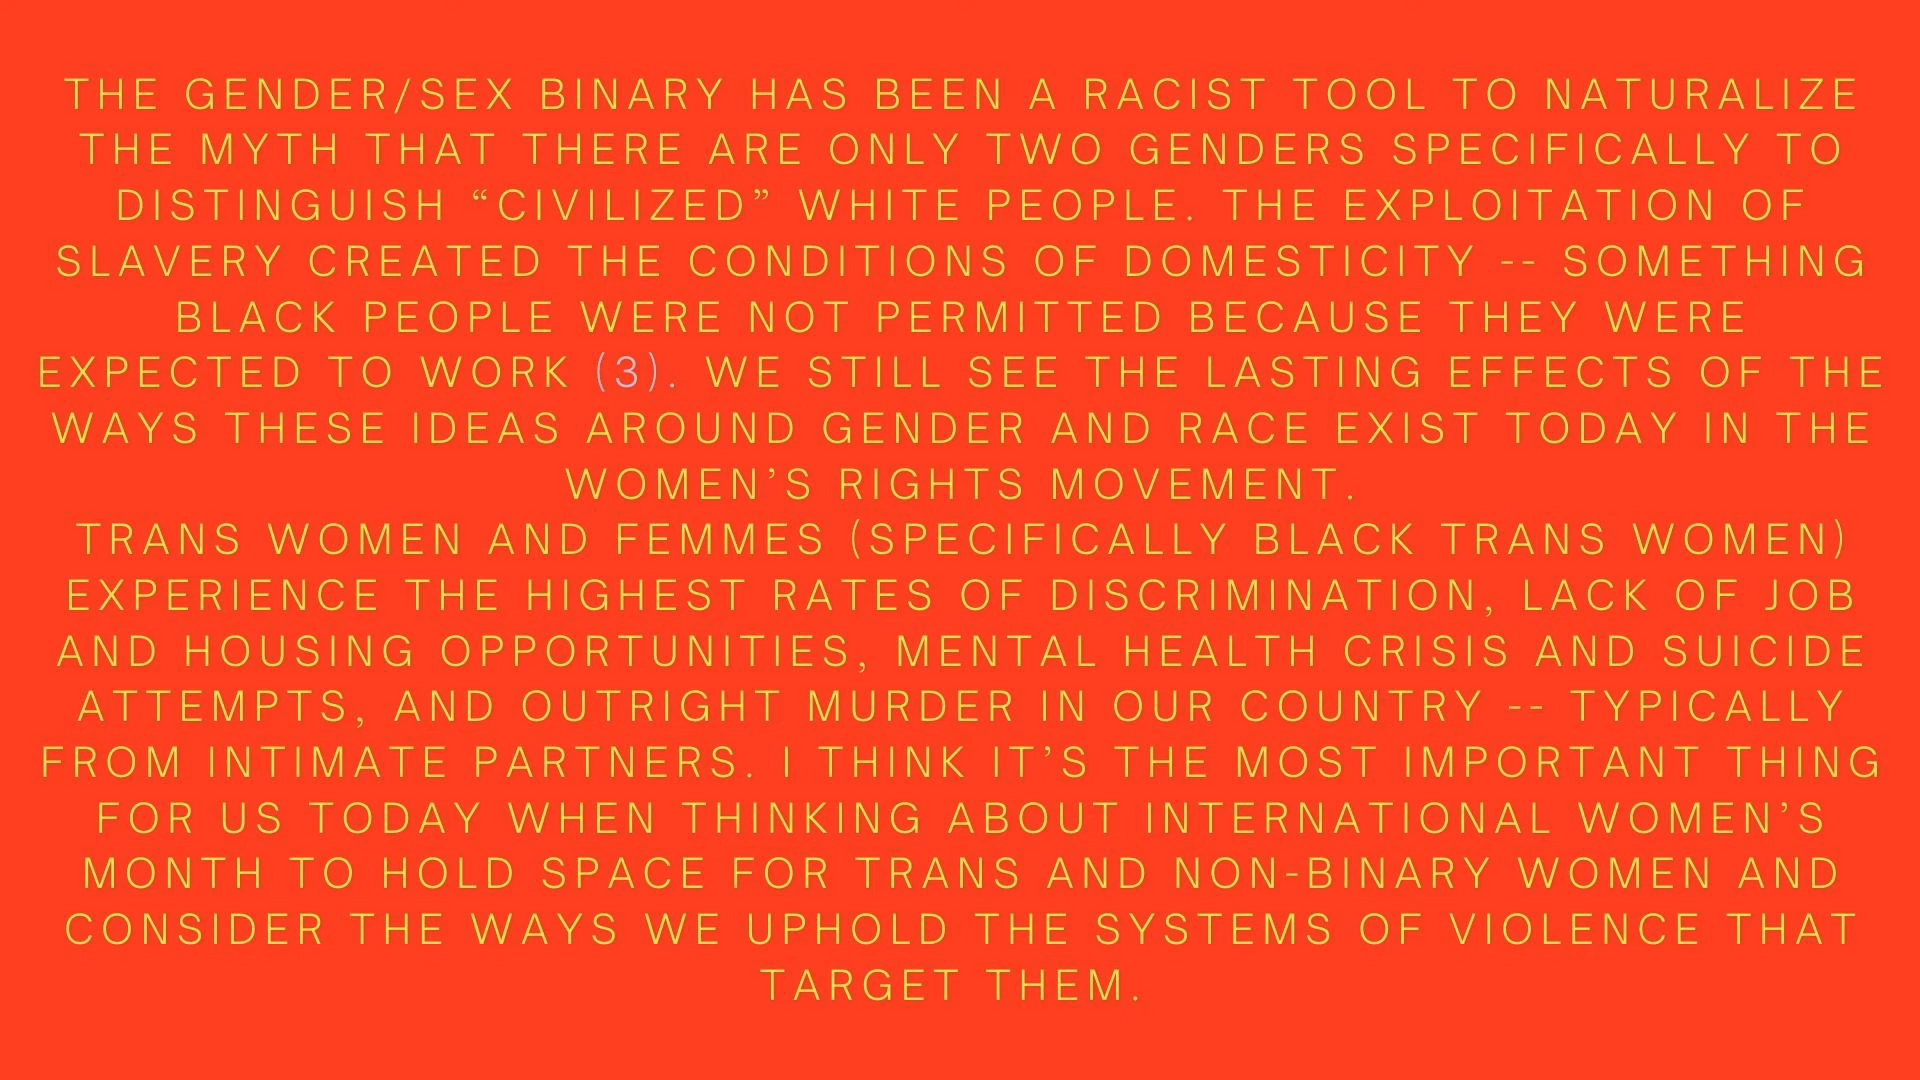 THE GENDER/SEX BINARY HAS BEEN A RACIST TOOL TO NATURALIZE
THE MYTH THAT THERE ARE ONLY TWO GENDERS SPECIFICALLY TO
DISTINGUISH “CIVILIZED” WHITE PEOPLE. THE EXPLOITATION OF
SLAVERY CREATED THE CONDITIONS OF DOMESTICITY -- SOMETHING
BLACK PEOPLE WERE NOT PERMITTED BECAUSE THEY WERE
EXPECTED TO WORK (3). WE STILL SEE THE LASTING EFFECTS OF THE
WAYS THESE IDEAS AROUND GENDER AND RACE EXIST TODAY IN THE
WOMEN’S RIGHTS MOVEMENT.
TRANS WOMEN AND FEMMES (SPECIFICALLY BLACK TRANS WOMEN)
EXPERIENCE THE HIGHEST RATES OF DISCRIMINATION, LACK OF JOB
AND HOUSING OPPORTUNITIES, MENTAL HEALTH CRISIS AND SUICIDE
ATTEMPTS, AND OUTRIGHT MURDER IN OUR COUNTRY -- TYPICALLY
FROM INTIMATE PARTNERS. I THINK IT’S THE MOST IMPORTANT THING
FOR US TODAY WHEN THINKING ABOUT INTERNATIONAL WOMEN’S
MONTH TO HOLD SPACE FOR TRANS AND NON-BINARY WOMEN AND
CONSIDER THE WAYS WE UPHOLD THE SYSTEMS OF VIOLENCE THAT
TARGET THEM.